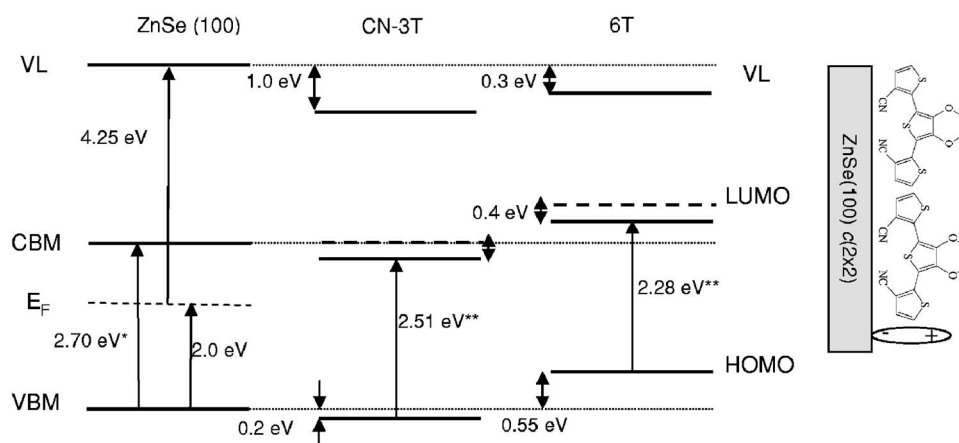 ZnSe (100) CN-3T 6T
VL 1.0 eV 0.3 eV VL
4.25 eV
LUMO
0.4 eV
CBM
2.28 eV**
E_F
2.51 eV**
2.70 eV* 2.0 eV
HOMO
VBM
0.2 eV 0.55 eV
ZnSe(100) c(2x2)
S
CN
S
O
O
NC
S
S
CN
S
O
O
NC
S
- +